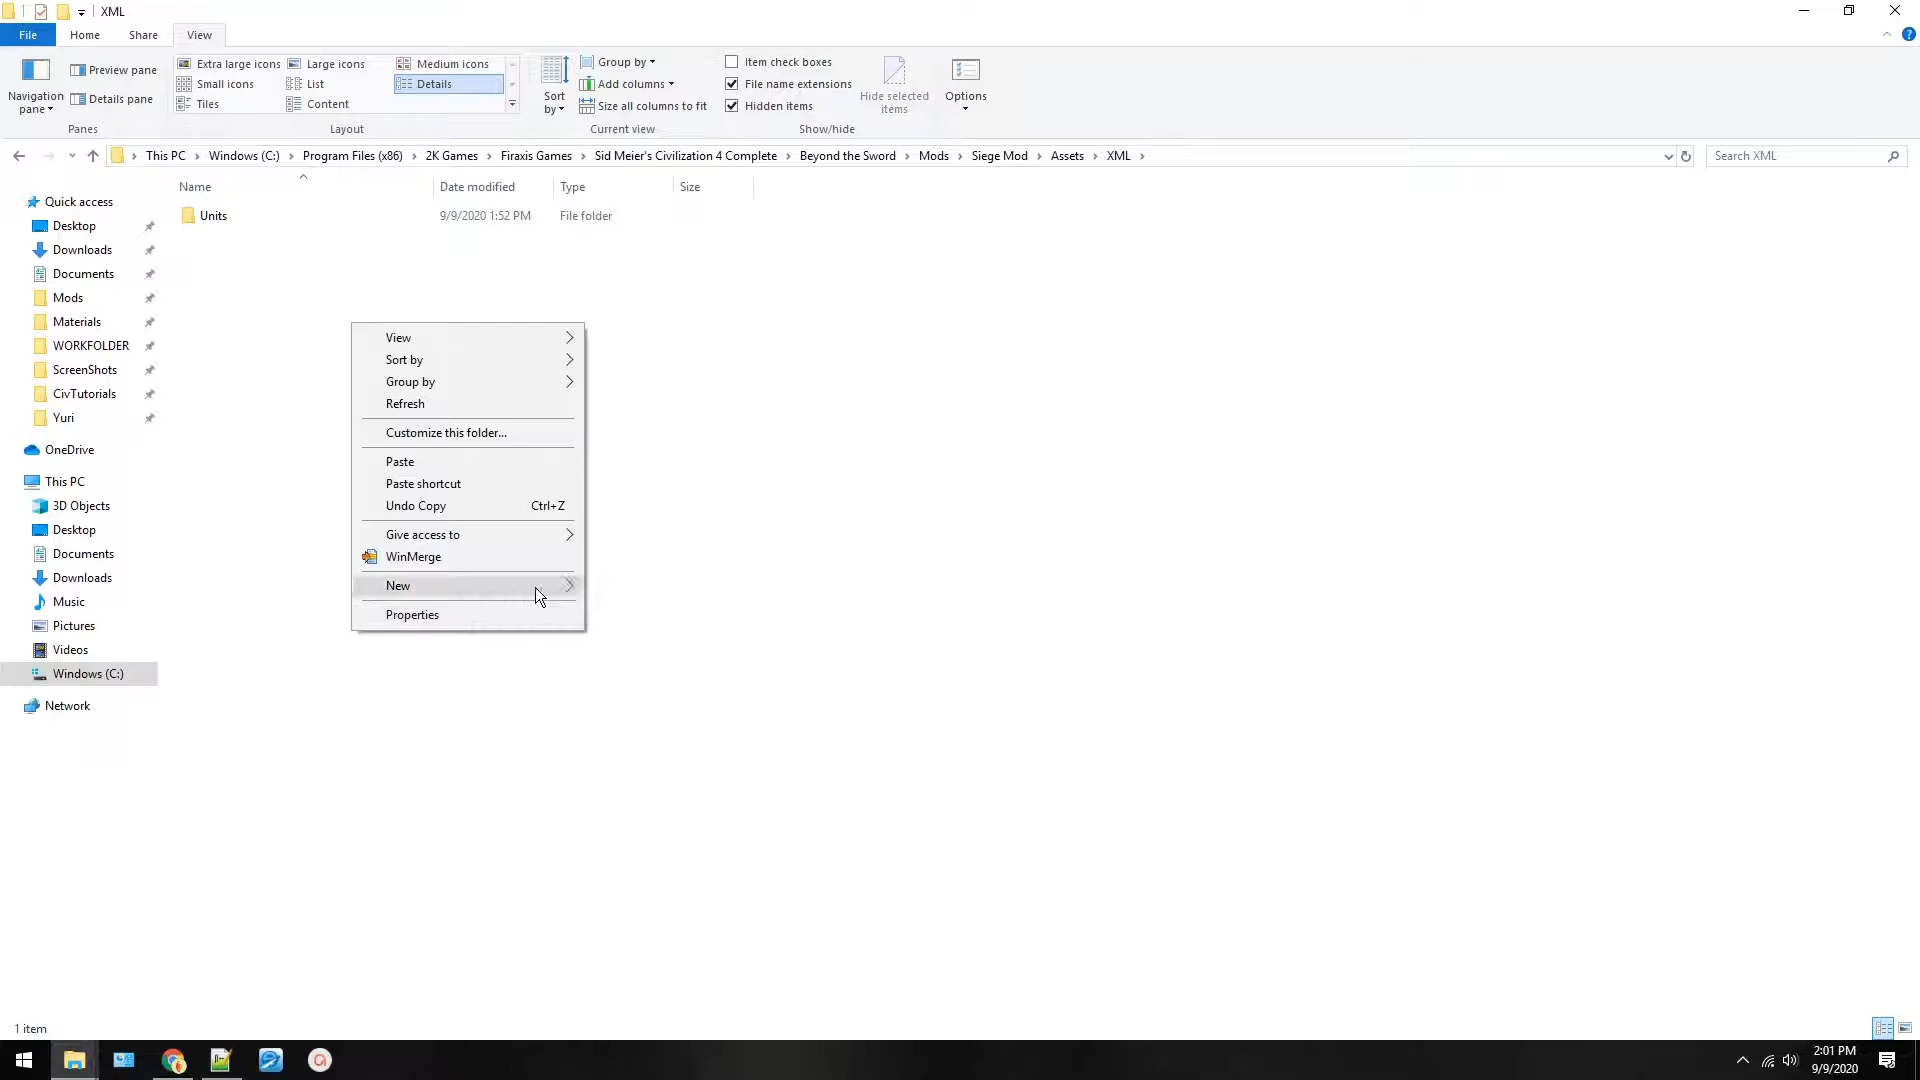 XML
File Home Share View
Navigation pane
Preview pane
Details pane
Panes
Extra large icons Large icons Medium icons
Small icons List Details
Tiles Content
Layout
Sort by
Group by
Add columns
Size all columns to fit
Current view
Item check boxes
File name extensions
Hidden items
Hide selected items
Show/hide
Options
This PC Windows (C:) Program Files (x86) 2K Games Firaxis Games Sid Meier's Civilization 4 Complete Beyond the Sword Mods Siege Mod Assets XML
Search XML
Name Date modified Type Size
Units 9/9/2020 1:52 PM File folder
Quick access
Desktop
Downloads
Documents
Mods
Materials
WORKFOLDER
ScreenShots
CivTutorials
Yuri
OneDrive
This PC
3D Objects
Desktop
Documents
Downloads
Music
Pictures
Videos
Windows (C:)
Network
View
Sort by
Group by
Refresh
Customize this folder...
Paste
Paste shortcut
Undo Copy Ctrl+Z
Give access to
WinMerge
New
Properties
1 item
2:01 PM
9/9/2020